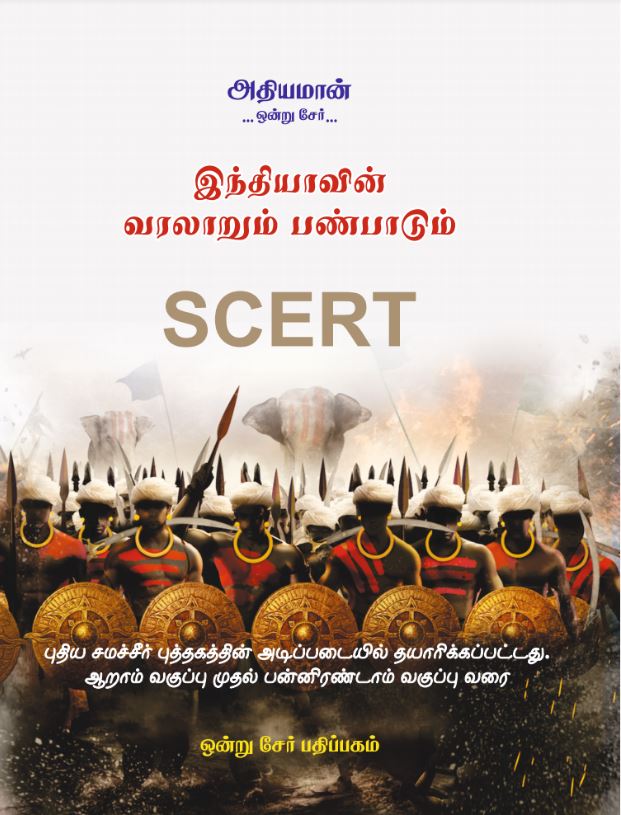 அதியமான்
... ஒன்று சேர்...
இந்தியாவின்
வரலாறும் பண்பாடும்
SCERT
புதிய சமச்சீர் புத்தகத்தின் அடிப்படையில் தயாரிக்கப்பட்டது.
ஆறாம் வகுப்பு முதல் பன்னிரண்டாம் வகுப்பு வரை
ஒன்று சேர் பதிப்பகம்